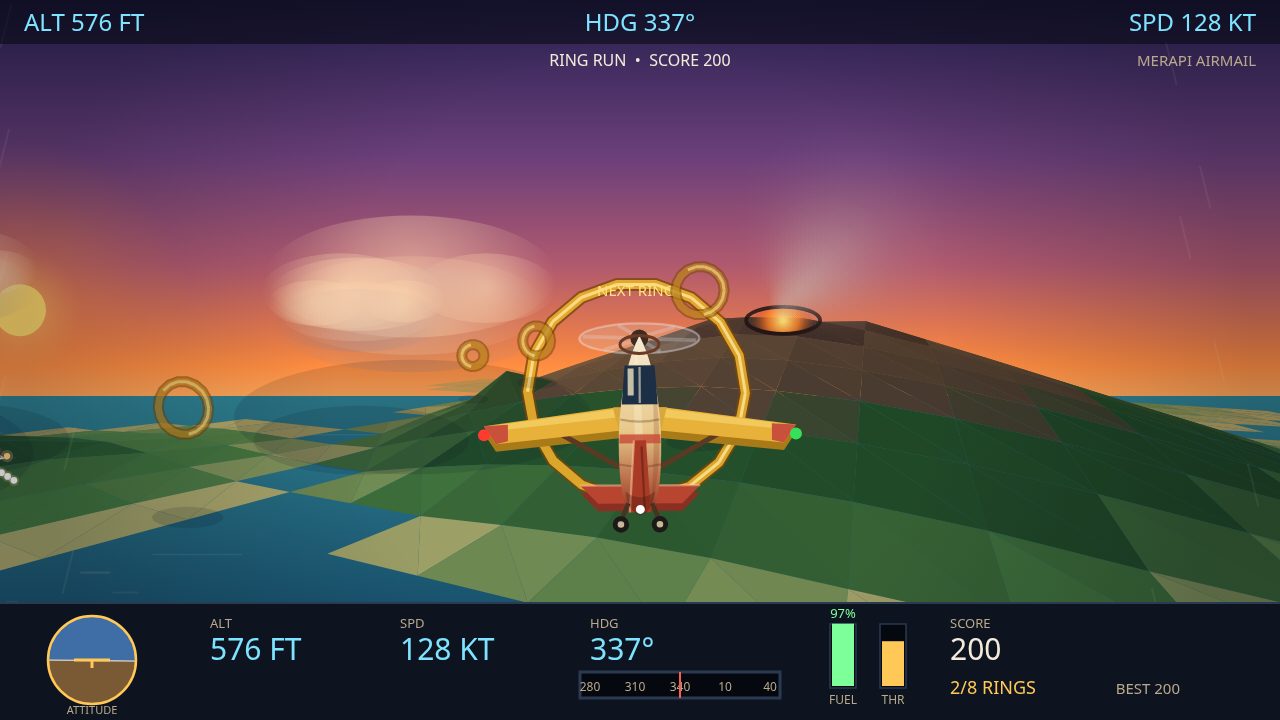 ALT 576 FT
HDG 337°
SPD 128 KT
RING RUN • SCORE 200
MERAPI AIRMAIL
NEXT RING
97%
ALT
576 FT
SPD
128 KT
HDG
337°
280 310 340 10 40
FUEL
THR
SCORE
200
2/8 RINGS
BEST 200
ATTITUDE